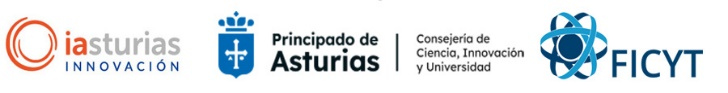 iasturias
INNOVACIÓN
Principado de
Asturias
Consejería de
Ciencia, Innovación
y Universidad
FICYT